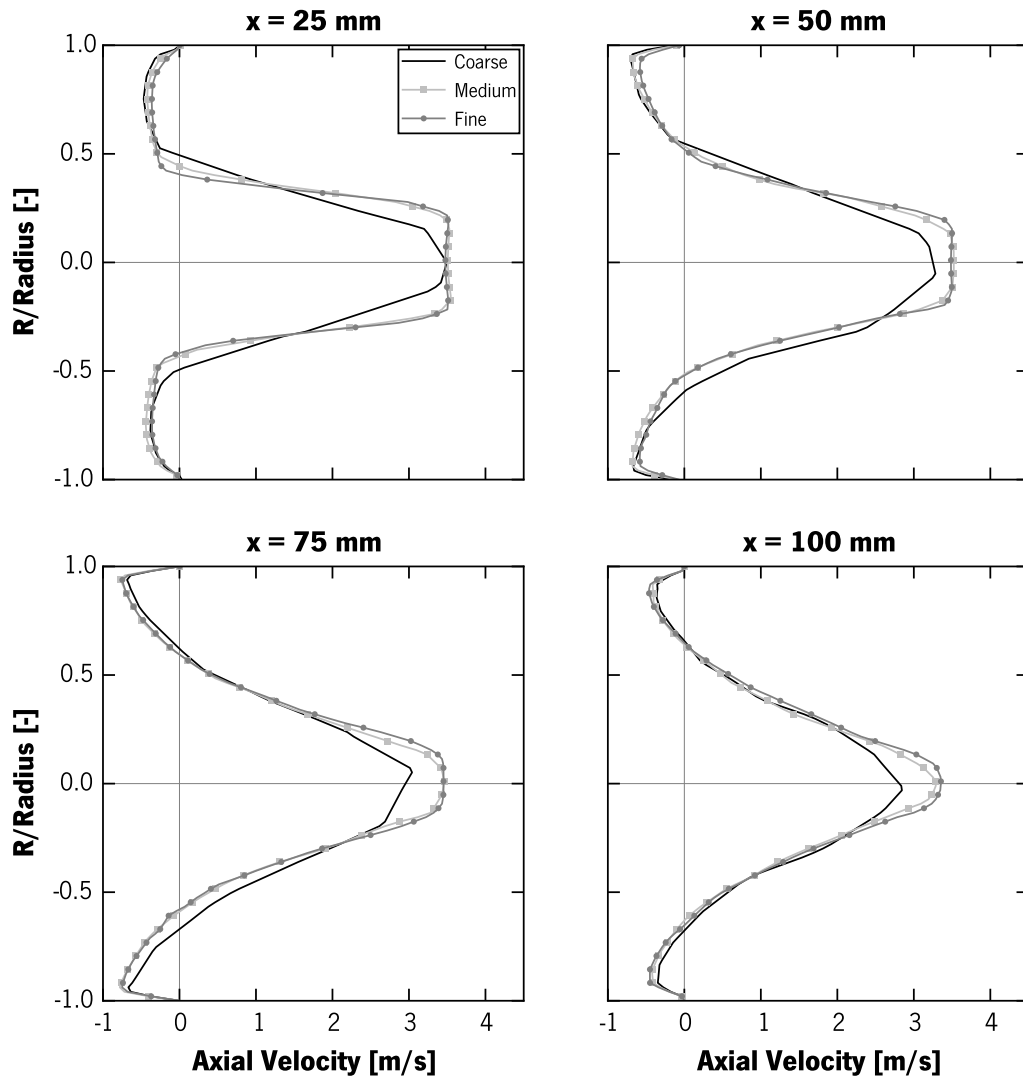 x = 25 mm
x = 50 mm
1.0
0.5
0.0
-0.5
-1.0
R/Radius [-]
Coarse
Medium
Fine
x = 75 mm
x = 100 mm
1.0
0.5
0.0
-0.5
-1.0
R/Radius [-]
-1 0 1 2 3 4
-1 0 1 2 3 4
Axial Velocity [m/s]
Axial Velocity [m/s]